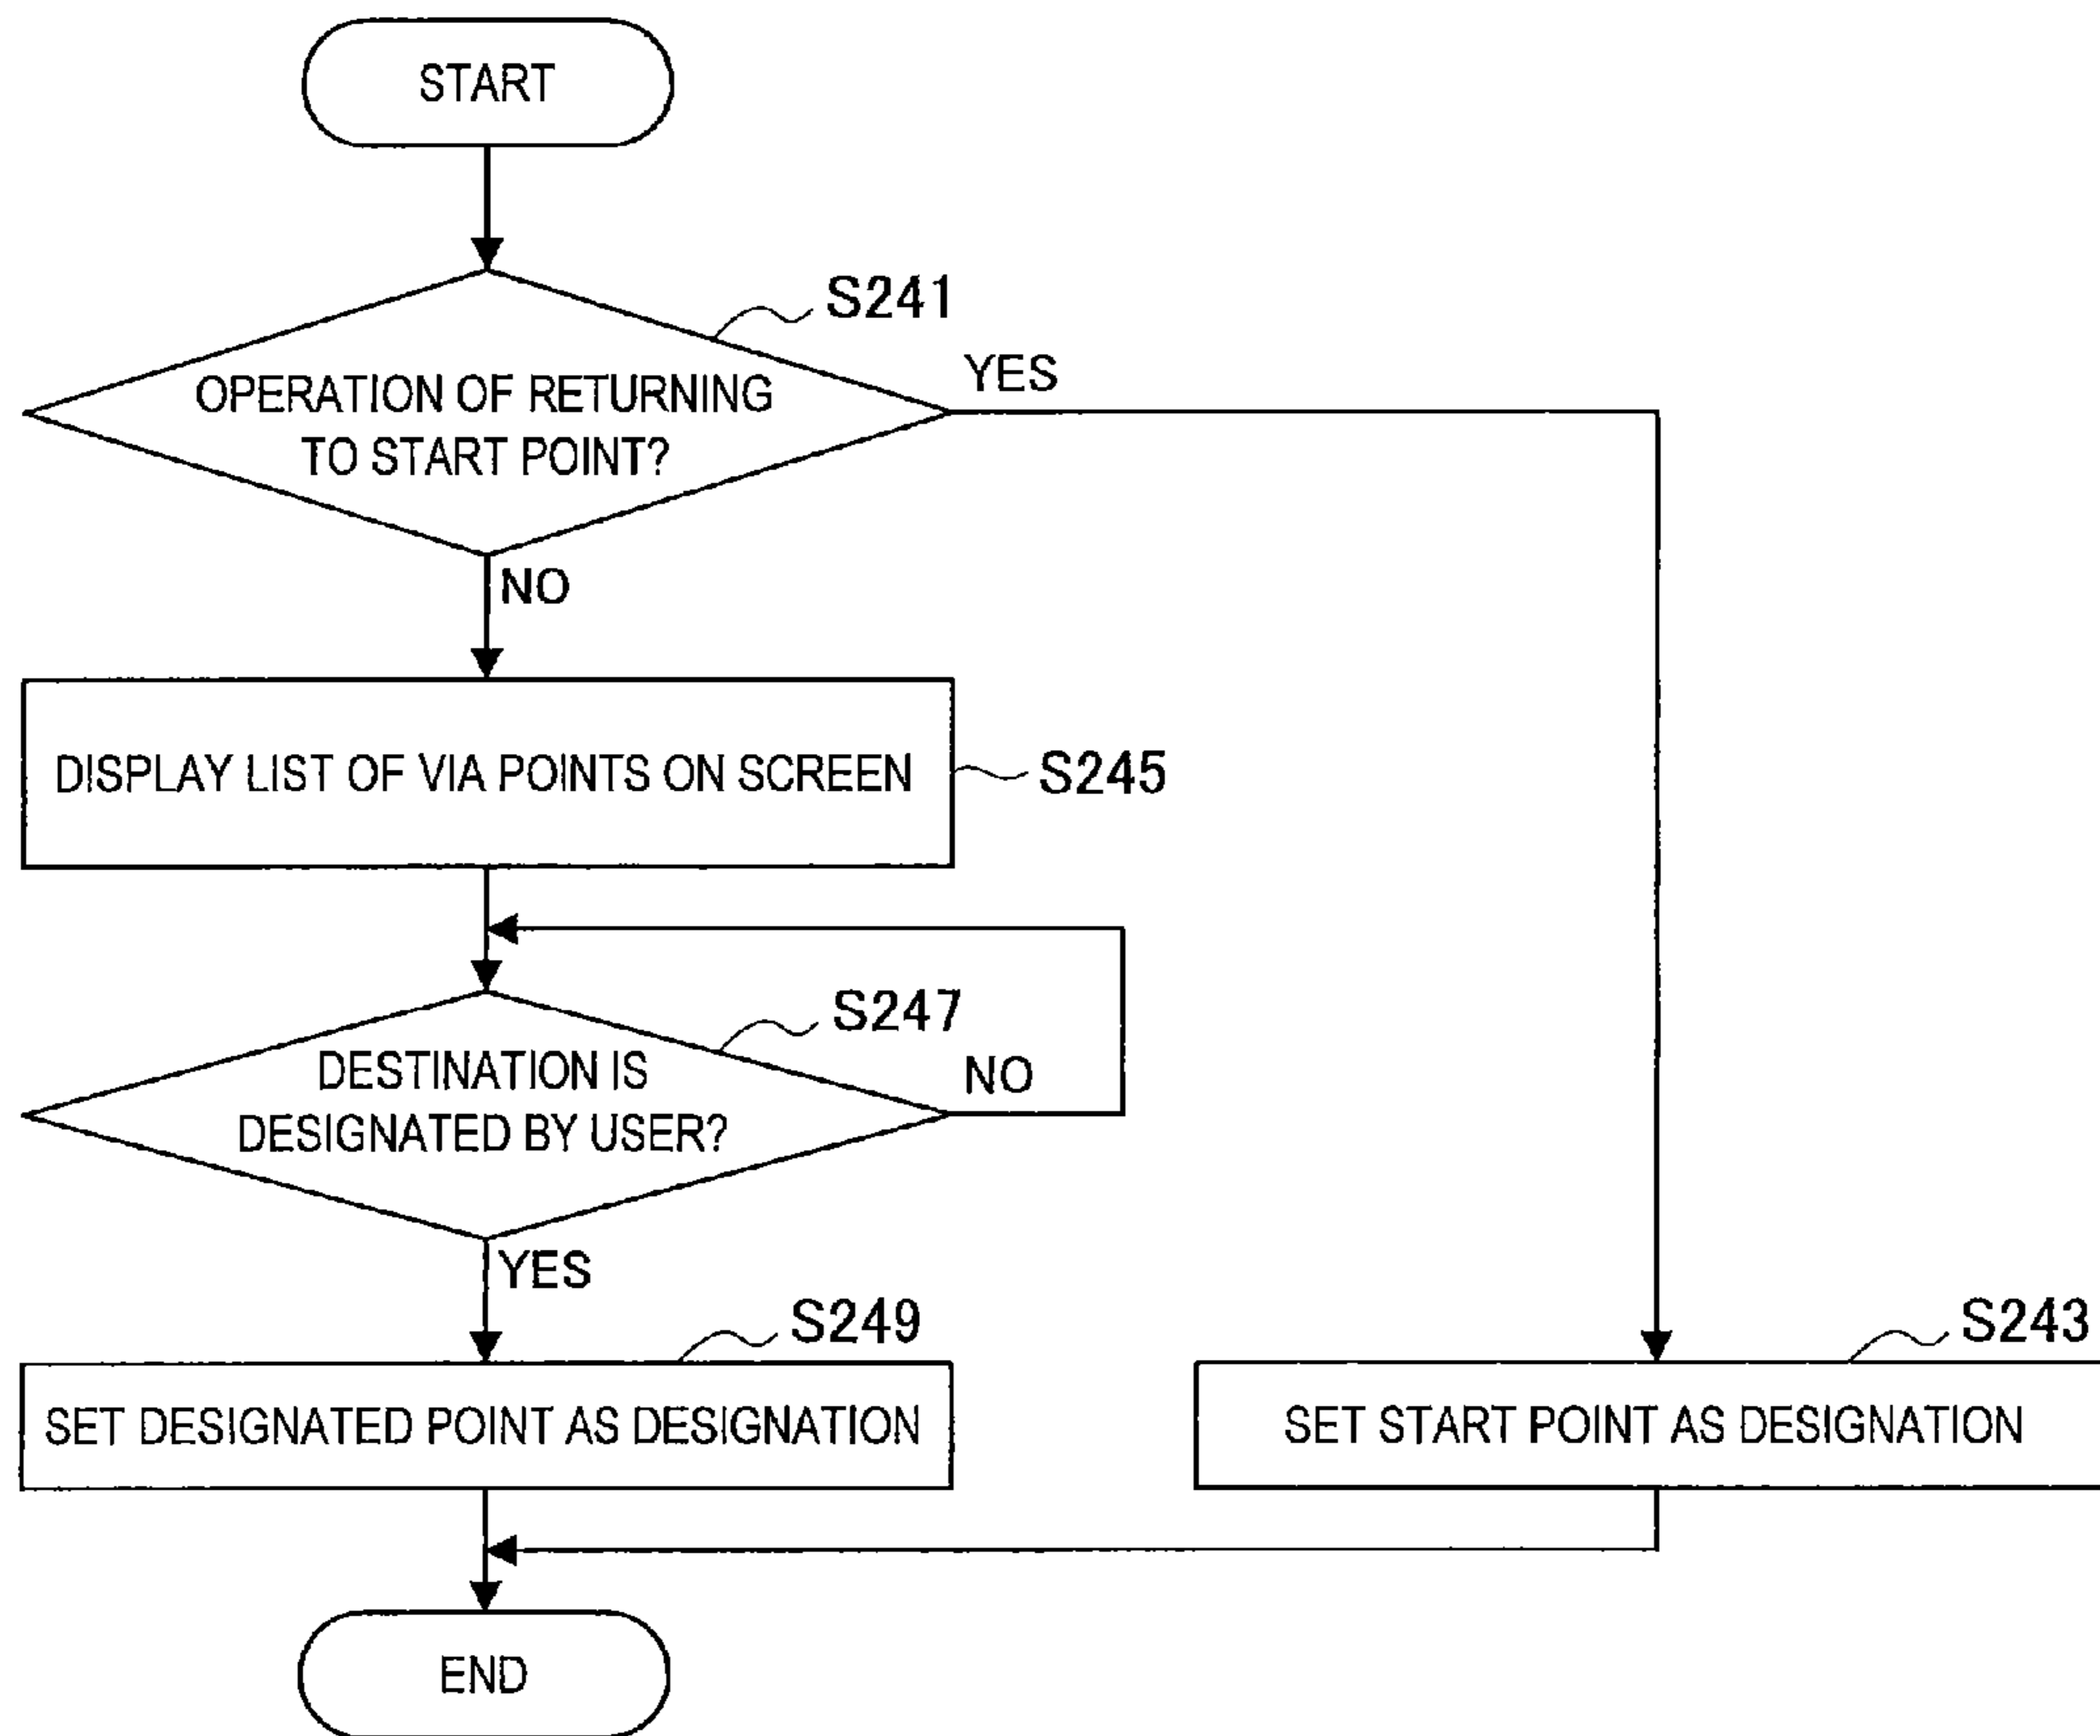 START
S241
OPERATION OF RETURNING
TO START POINT?
YES
NO
DISPLAY LIST OF VIA POINTS ON SCREEN
S245
S247
DESTINATION IS
DESIGNATED BY USER?
NO
YES
S249
SET DESIGNATED POINT AS DESIGNATION
S243
SET START POINT AS DESIGNATION
END